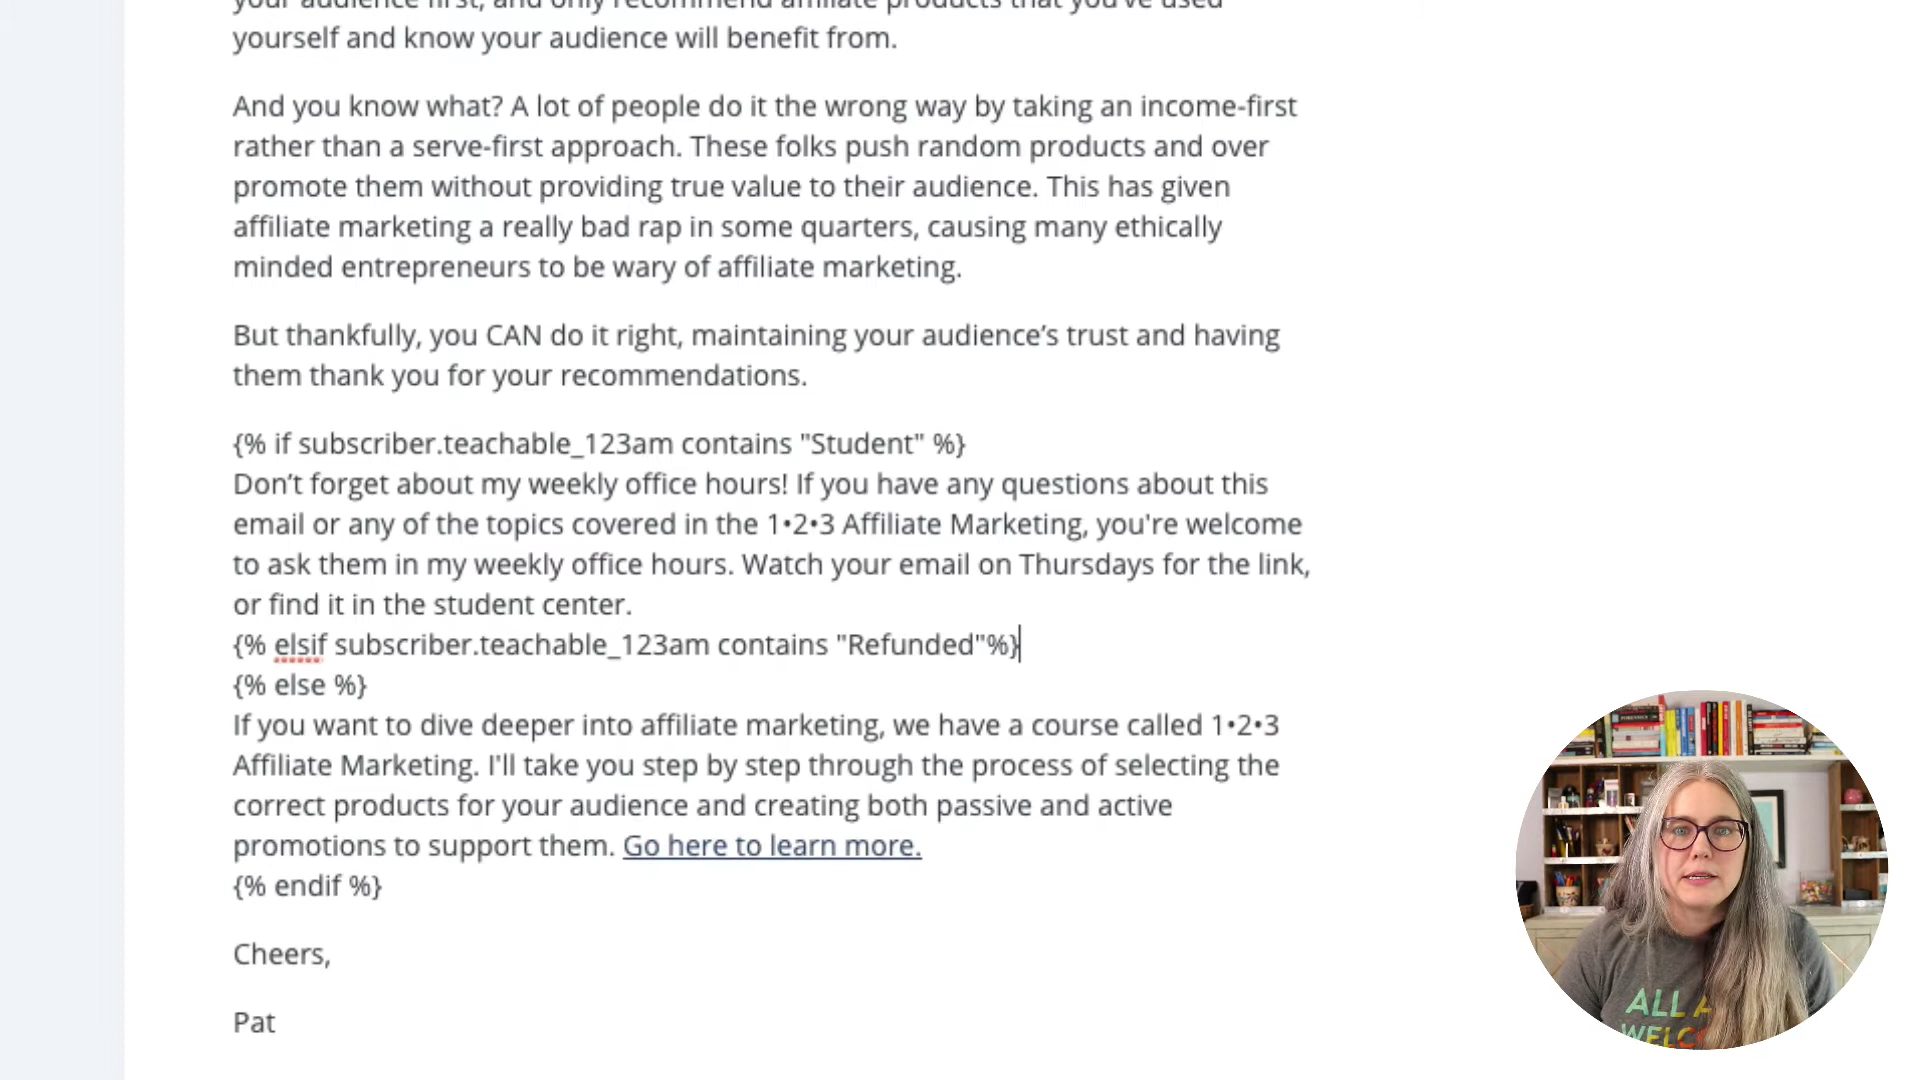 yourself and know your audience will benefit from.
And you know what? A lot of people do it the wrong way by taking an income-first
rather than a serve-first approach. These folks push random products and over
promote them without providing true value to their audience. This has given
affiliate marketing a really bad rap in some quarters, causing many ethically
minded entrepreneurs to be wary of affiliate marketing.
But thankfully, you CAN do it right, maintaining your audience’s trust and having
them thank you for your recommendations.
{% if subscriber.teachable_123am contains "Student" %}
Don’t forget about my weekly office hours! If you have any questions about this
email or any of the topics covered in the 1•2•3 Affiliate Marketing, you're welcome
to ask them in my weekly office hours. Watch your email on Thursdays for the link,
or find it in the student center.
{% elsif subscriber.teachable_123am contains "Refunded"%}
{% else %}
If you want to dive deeper into affiliate marketing, we have a course called 1•2•3
Affiliate Marketing. I'll take you step by step through the process of selecting the
correct products for your audience and creating both passive and active
promotions to support them. Go here to learn more.
{% endif %}
Cheers,
Pat
ALL